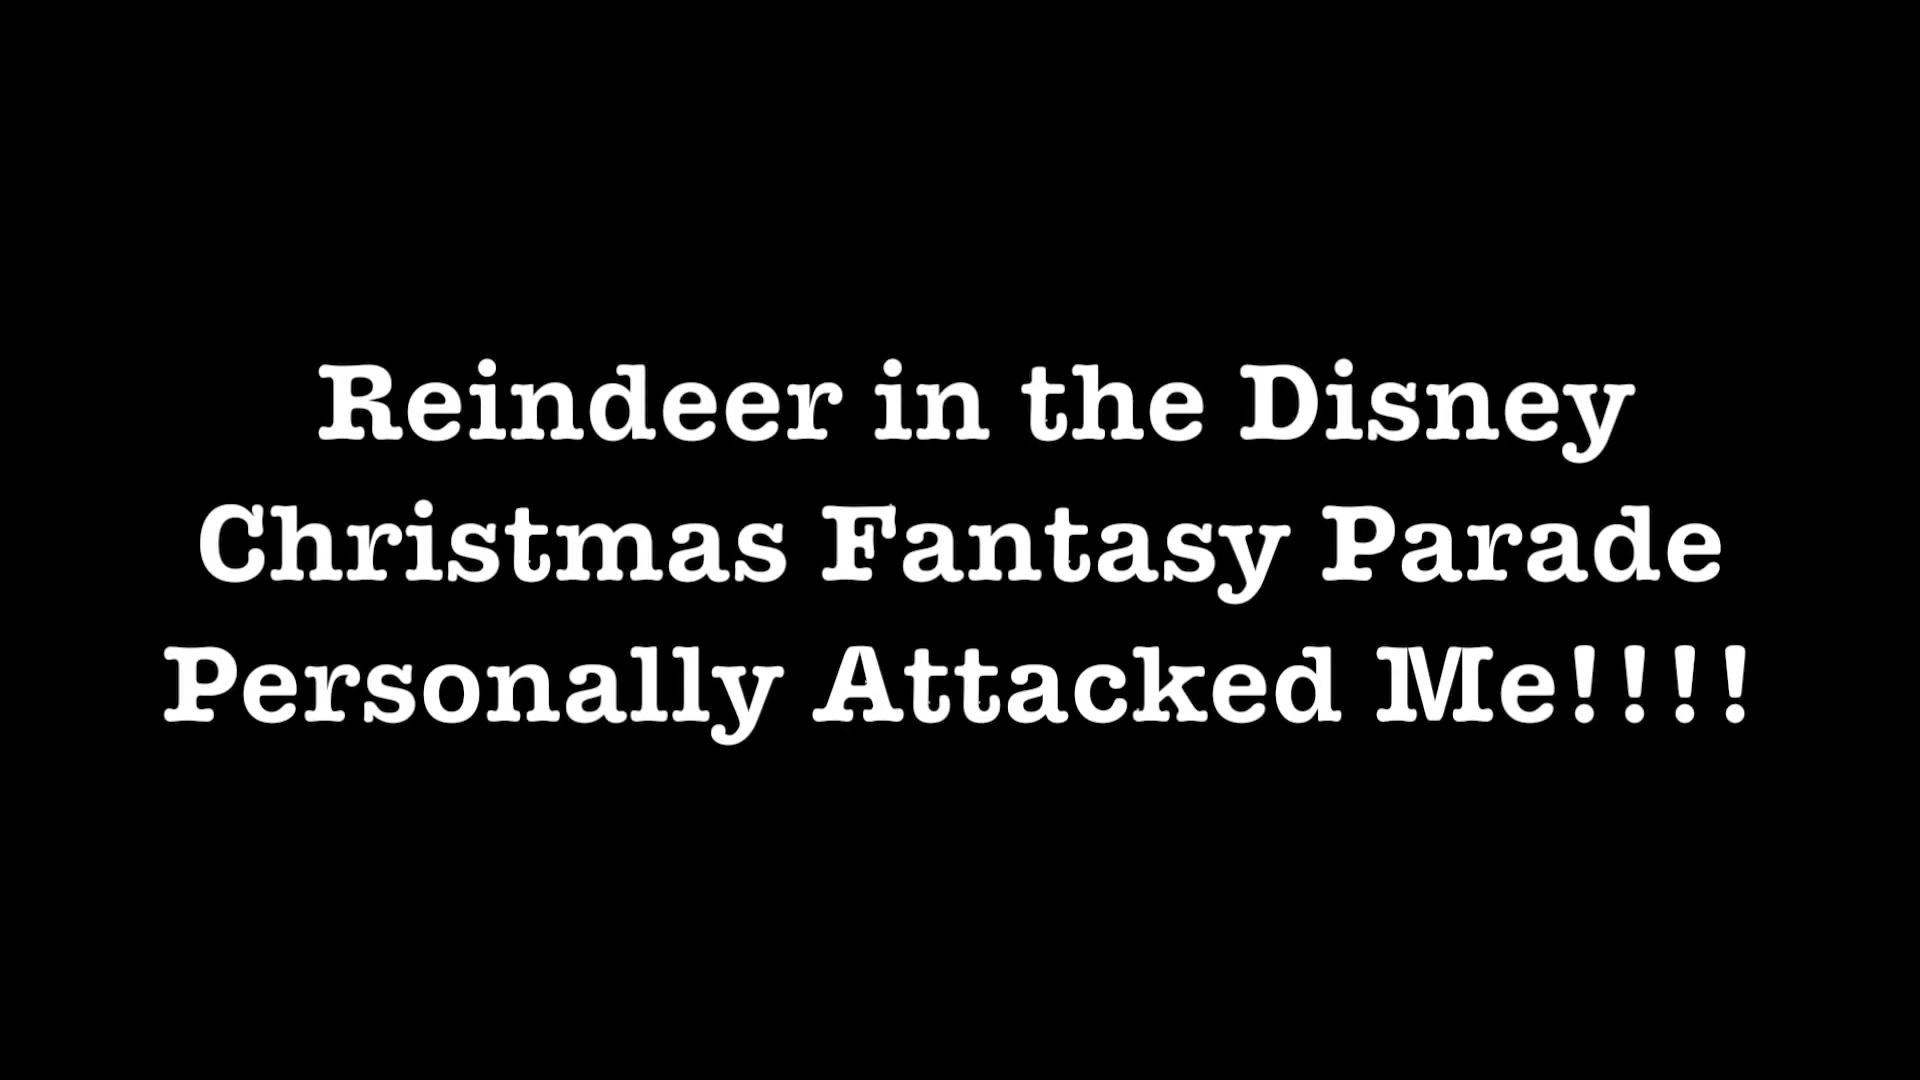 Reindeer in the Disney
Christmas Fantasy Parade
Personally Attacked Me!!!!